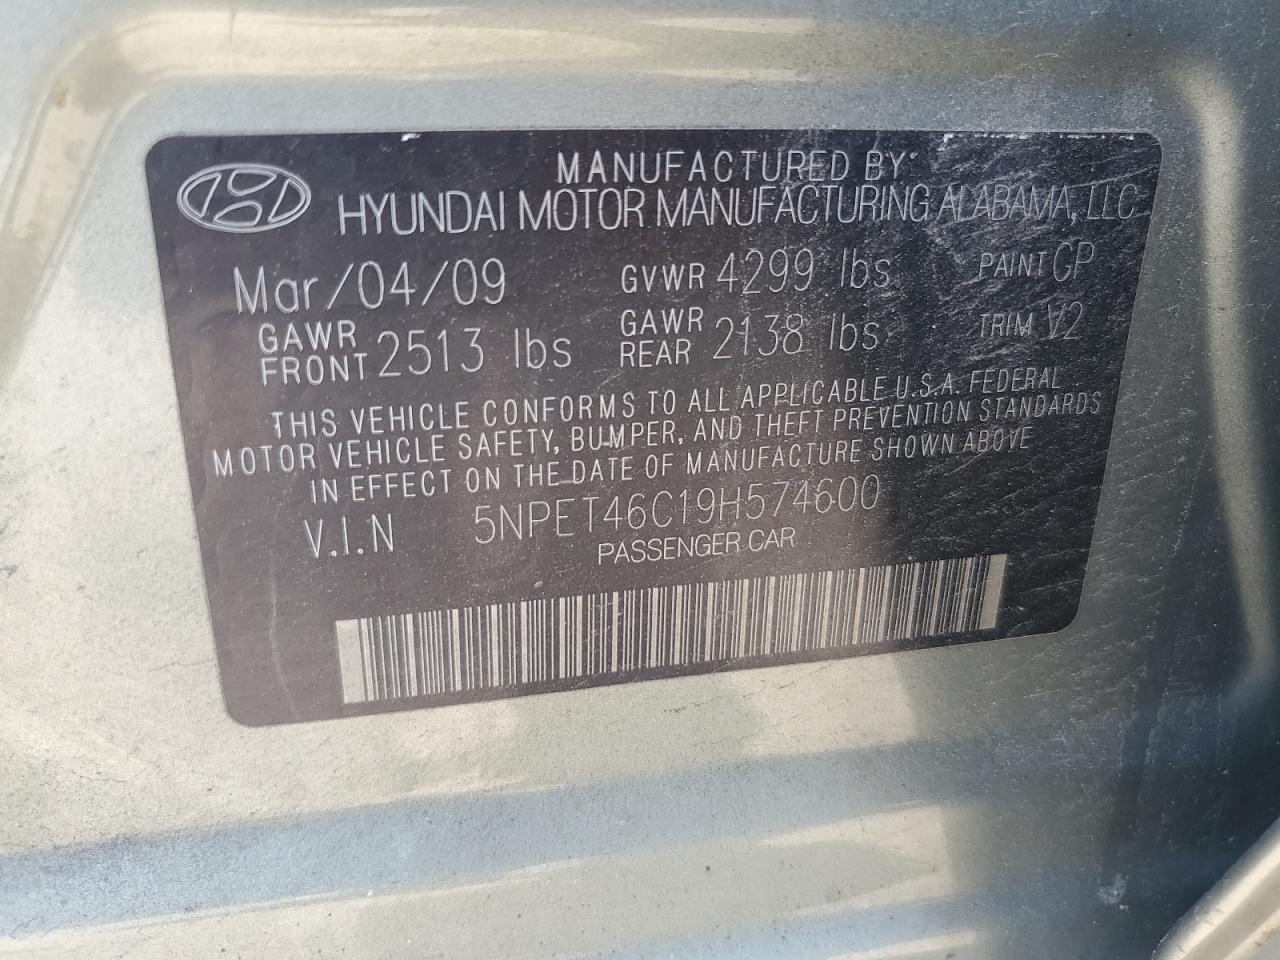 MANUFACTURED BY:
HYUNDAI MOTOR MANUFACTURING ALABAMA, LLC
Mar/04/09 GVWR 4299 lbs PAINT CP
GAWR FRONT 2513 lbs GAWR REAR 2138 lbs TRIM V2
THIS VEHICLE CONFORMS TO ALL APPLICABLE U.S.A. FEDERAL
MOTOR VEHICLE SAFETY, BUMPER, AND THEFT PREVENTION STANDARDS
IN EFFECT ON THE DATE OF MANUFACTURE SHOWN ABOVE
V.I.N 5NPET46C19H574600
PASSENGER CAR